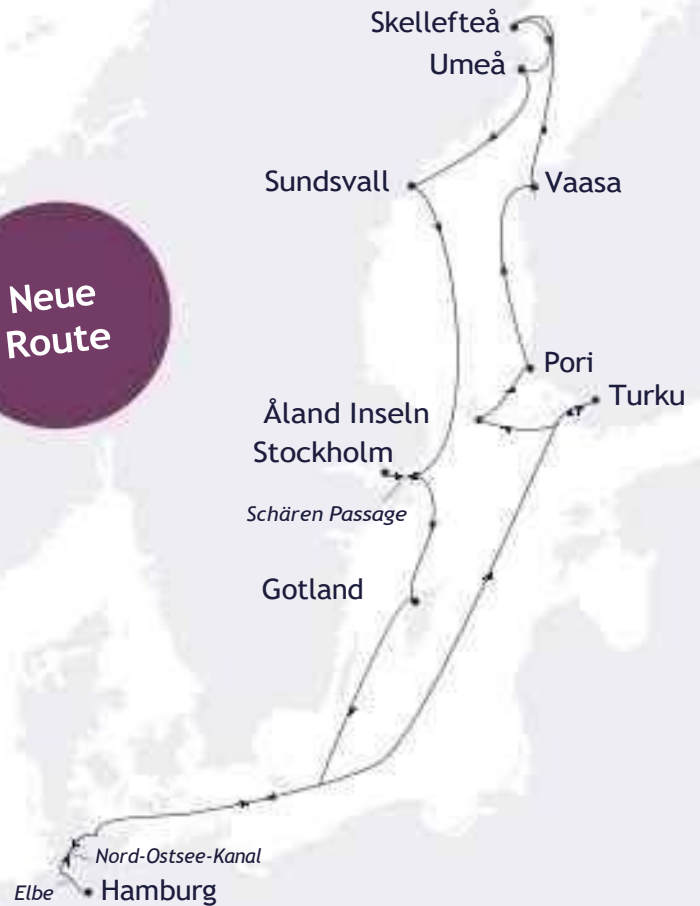 Skellefteå
Umeå
Sundsvall
Vaasa
Neue
Route
Pori
Turku
Åland Inseln
Stockholm
Schären Passage
Gotland
Nord-Ostsee-Kanal
Elbe
Hamburg